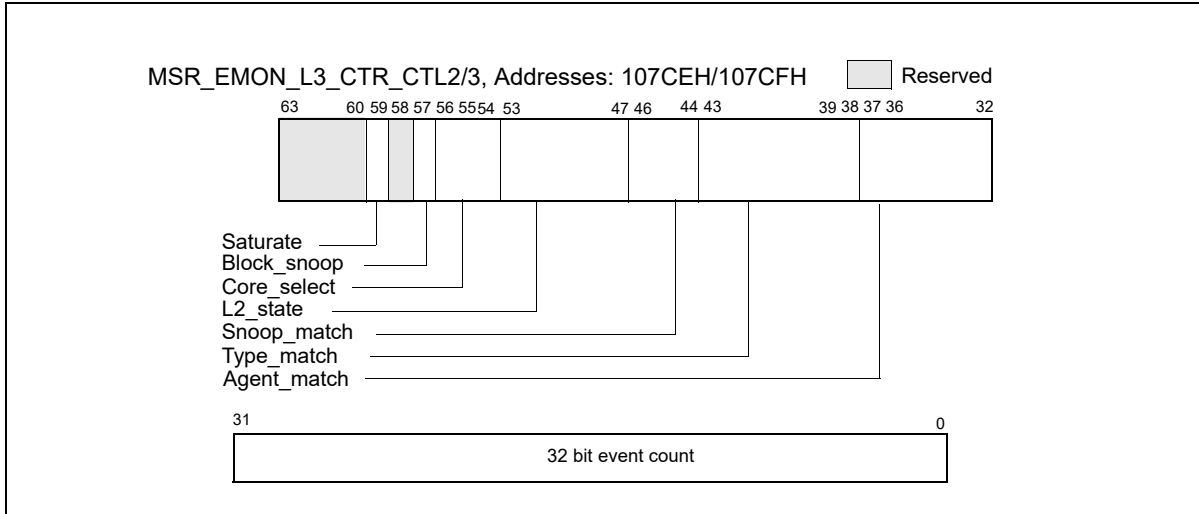 MSR_EMON_L3_CTR_CTL2/3, Addresses: 107CEH/107CFH Reserved
63 60 59 58 57 56 55 54 53 47 46 44 43 39 38 37 36 32
Saturate
Block_snoop
Core_select
L2_state
Snoop_match
Type_match
Agent_match
31 0
32 bit event count